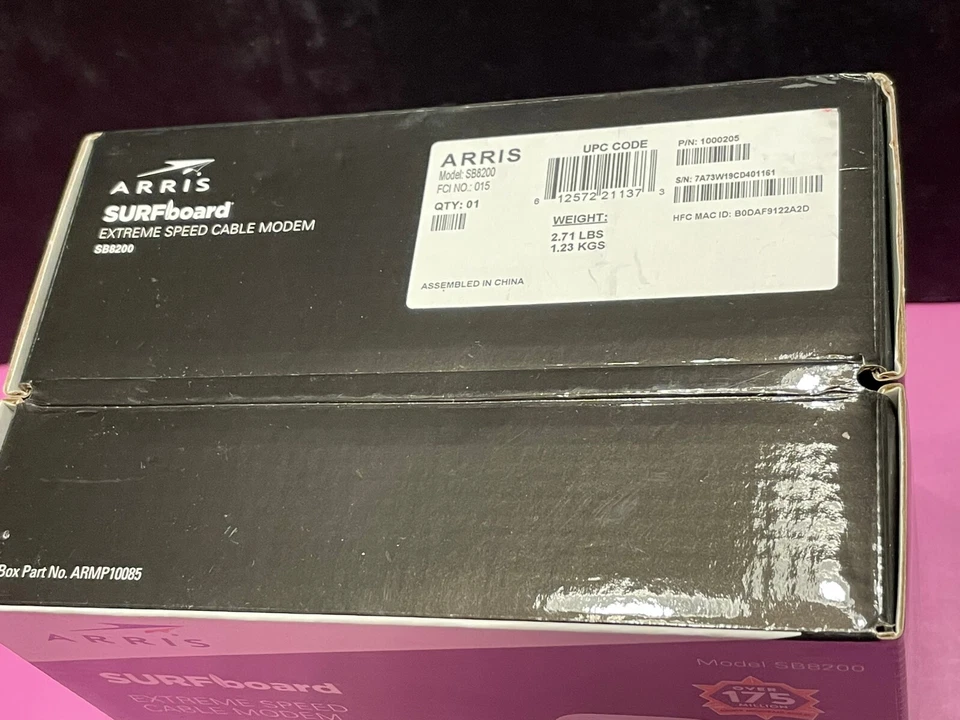 ARRIS
SURFboard
EXTREME SPEED CABLE MODEM
SB8200
ARRIS
Model: SB8200
FCI NO.: 015
QTY: 01
ASSEMBLED IN CHINA
UPC CODE
6 12572 21137 3
WEIGHT:
2.71 LBS
1.23 KGS
P/N: 1000205
S/N: 7A73W19CD401161
HFC MAC ID: B0DAF9122A2D
Box Part No. ARMP10085
ARRIS
SURFboard
EXTREME SPEED
CABLE MODEM
Model SB8200
OVER
175
MILLION